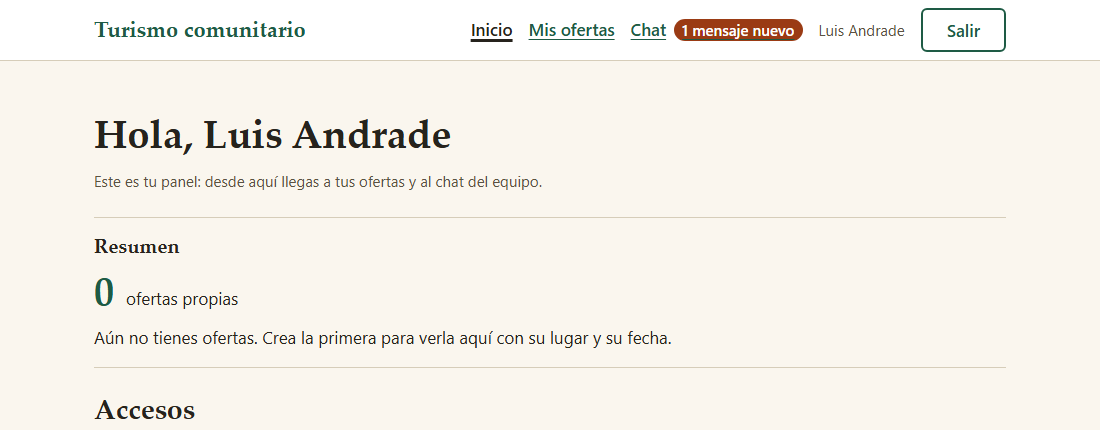 Turismo comunitario
Inicio Mis ofertas Chat 1 mensaje nuevo Luis Andrade Salir
Hola, Luis Andrade
Este es tu panel: desde aquí llegas a tus ofertas y al chat del equipo.
Resumen
0 ofertas propias
Aún no tienes ofertas. Crea la primera para verla aquí con su lugar y su fecha.
Accesos